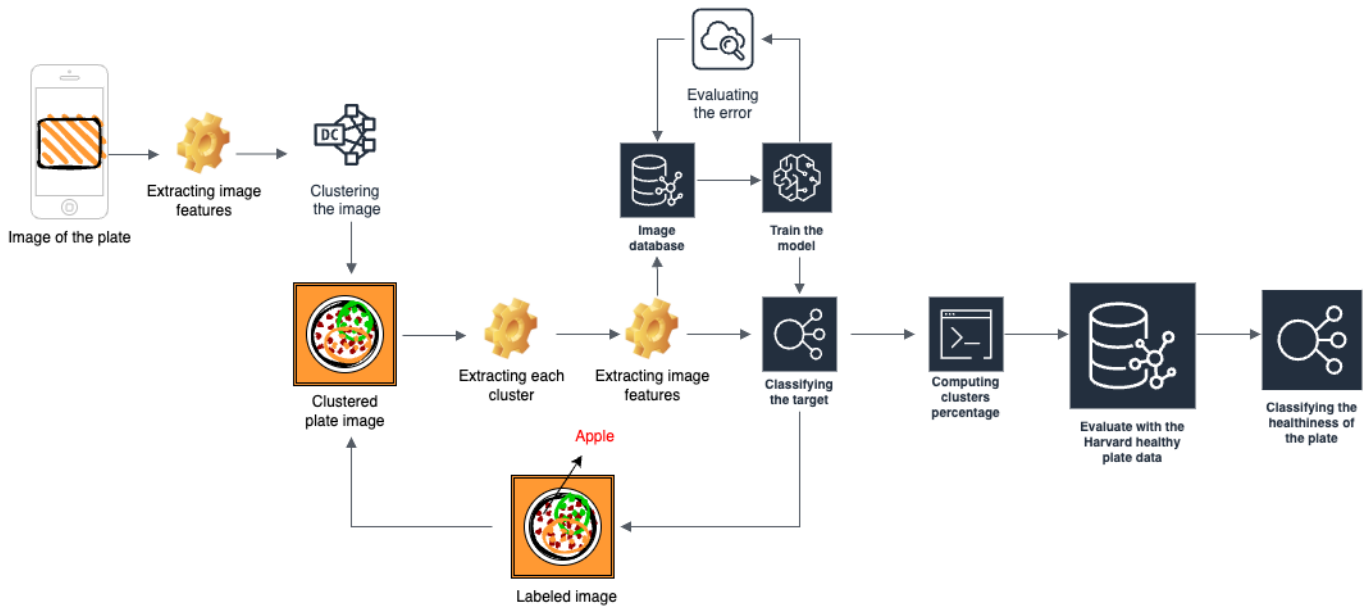 Image of the plate
Extracting image
features
DC
Clustering
the image
Evaluating
the error
Image
database
Train the
model
Clustered
plate image
Extracting each
cluster
Extracting image
features
Classifying
the target
Computing
clusters
percentage
Evaluate with the
Harvard healthy
plate data
Classifying the
healthiness of
the plate
Apple
Labeled image